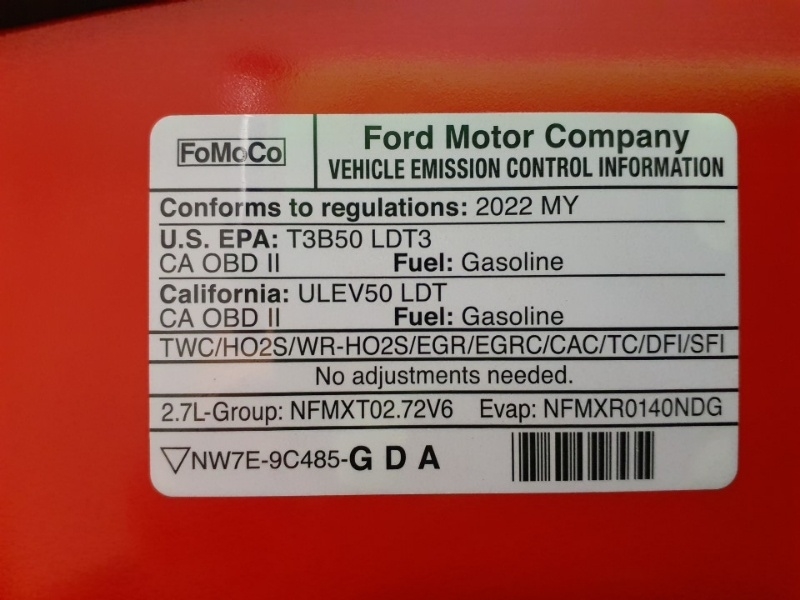 FoMoCo
Ford Motor Company
VEHICLE EMISSION CONTROL INFORMATION
Conforms to regulations: 2022 MY
U.S. EPA: T3B50 LDT3
CA OBD II Fuel: Gasoline
California: ULEV50 LDT
CA OBD II Fuel: Gasoline
TWC/HO2S/WR-HO2S/EGR/EGRC/CAC/TC/DFI/SFI
No adjustments needed.
2.7L-Group: NFMXT02.72V6 Evap: NFMXR0140NDG
▽NW7E-9C485-G D A